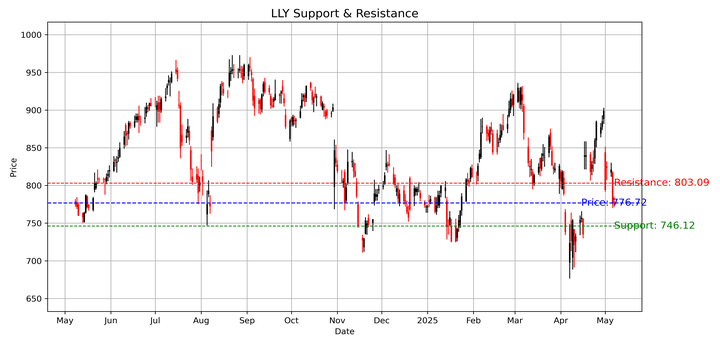 LLY Support & Resistance
1000
950
900
850
800
750
700
650
Price
Resistance: 803.09
Price: 776.72
Support: 746.12
May Jun Jul Aug Sep Oct Nov Dec 2025 Feb Mar Apr May
Date